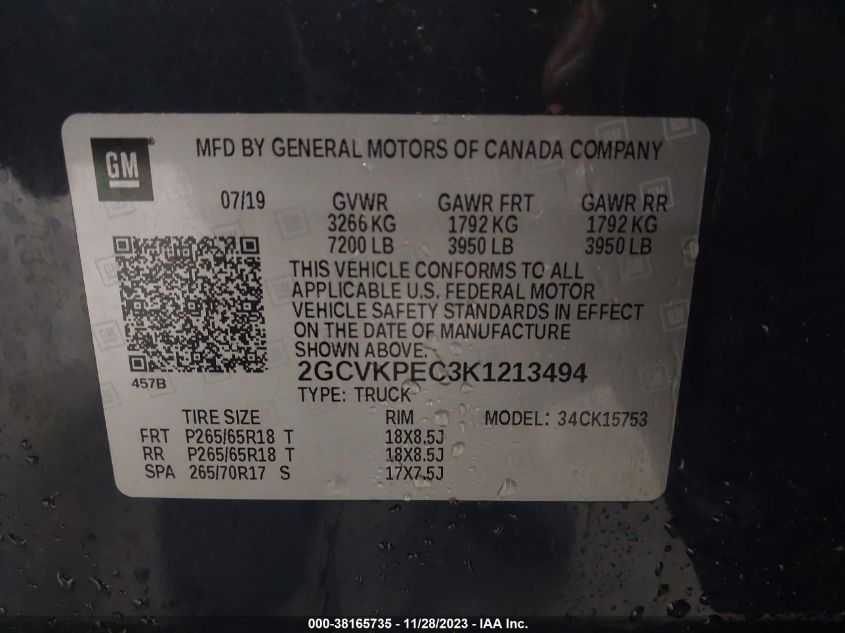 GM
MFD BY GENERAL MOTORS OF CANADA COMPANY
07/19 GVWR GAWR FRT GAWR RR
3266 KG 1792 KG 1792 KG
7200 LB 3950 LB 3950 LB
THIS VEHICLE CONFORMS TO ALL
APPLICABLE U.S. FEDERAL MOTOR
VEHICLE SAFETY STANDARDS IN EFFECT
ON THE DATE OF MANUFACTURE
SHOWN ABOVE.
457B
2GCVKPEC3K1213494
TYPE: TRUCK
TIRE SIZE RIM MODEL: 34CK15753
FRT P265/65R18 T 18X8.5J
RR P265/65R18 T 18X8.5J
SPA 265/70R17 S 17X7.5J
000-38165735 - 11/28/2023 - IAA Inc.